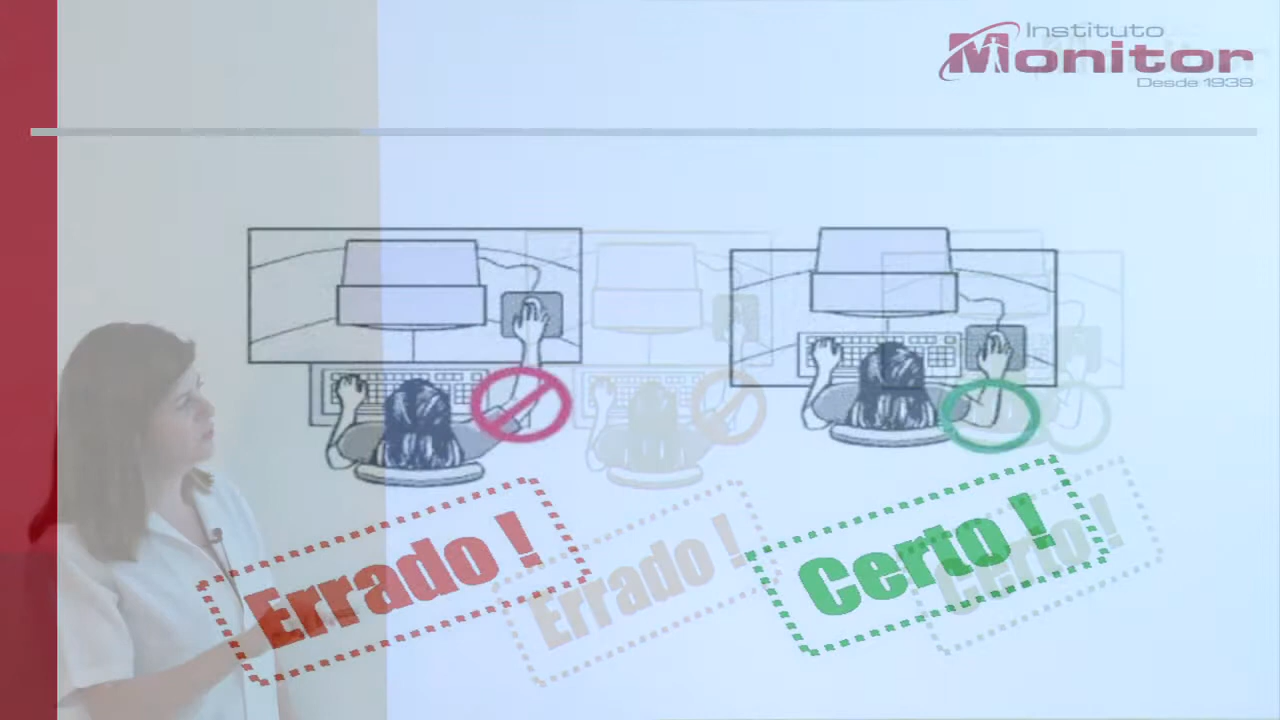 Instituto
Monitor
Desde 1939
Errado !
Errado !
Certo !
Certo !